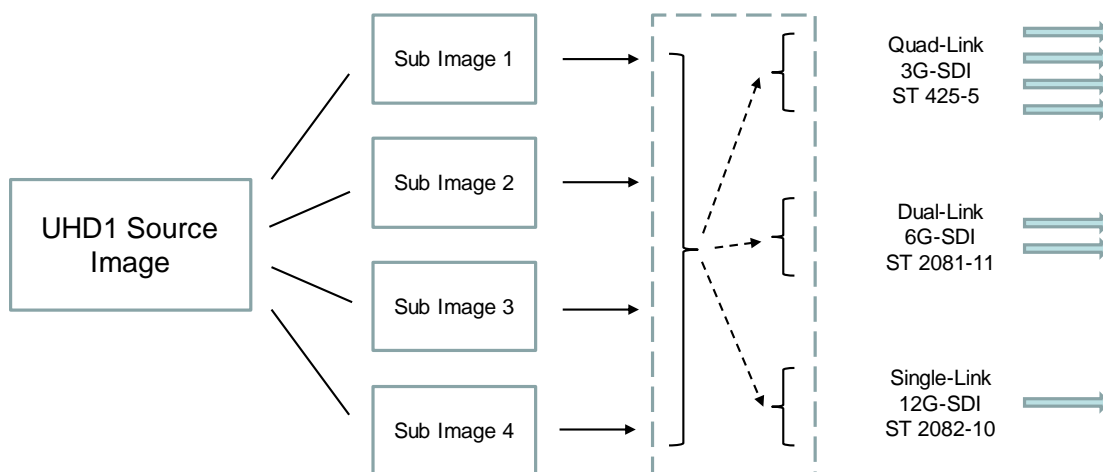 UHD1 Source
Image
Sub Image 1
Sub Image 2
Sub Image 3
Sub Image 4
Quad-Link
3G-SDI
ST 425-5
Dual-Link
6G-SDI
ST 2081-11
Single-Link
12G-SDI
ST 2082-10